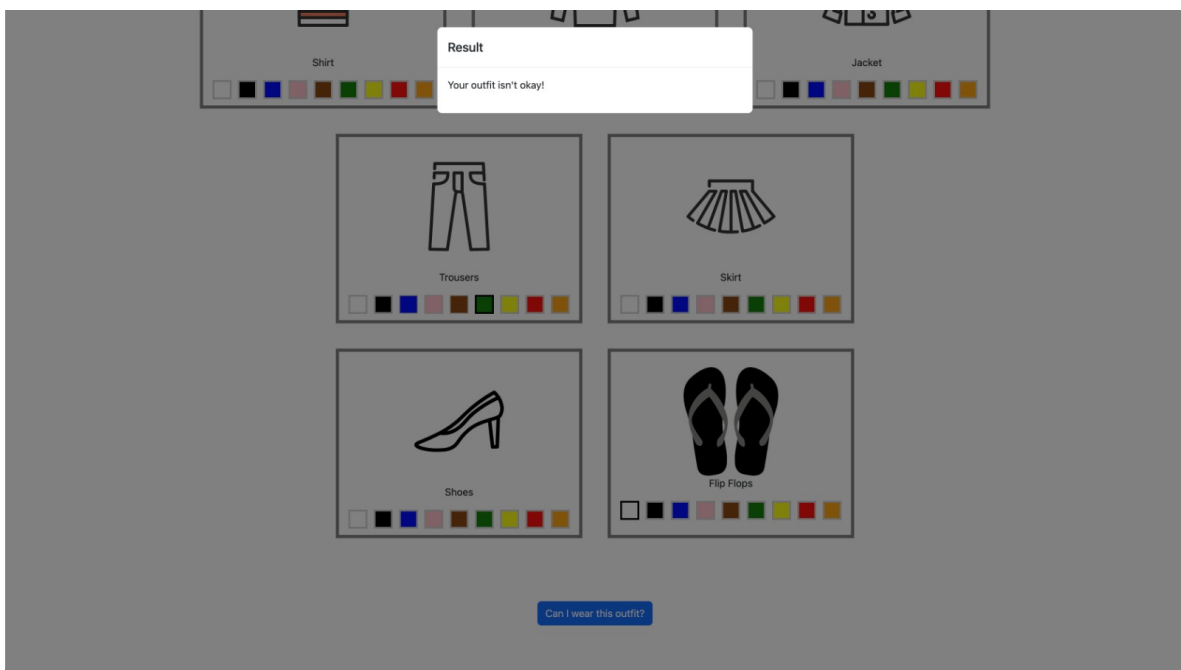 Result
Your outfit isn't okay!
Shirt
Jacket
Trousers
Skirt
Shoes
Flip Flops
Can I wear this outfit?